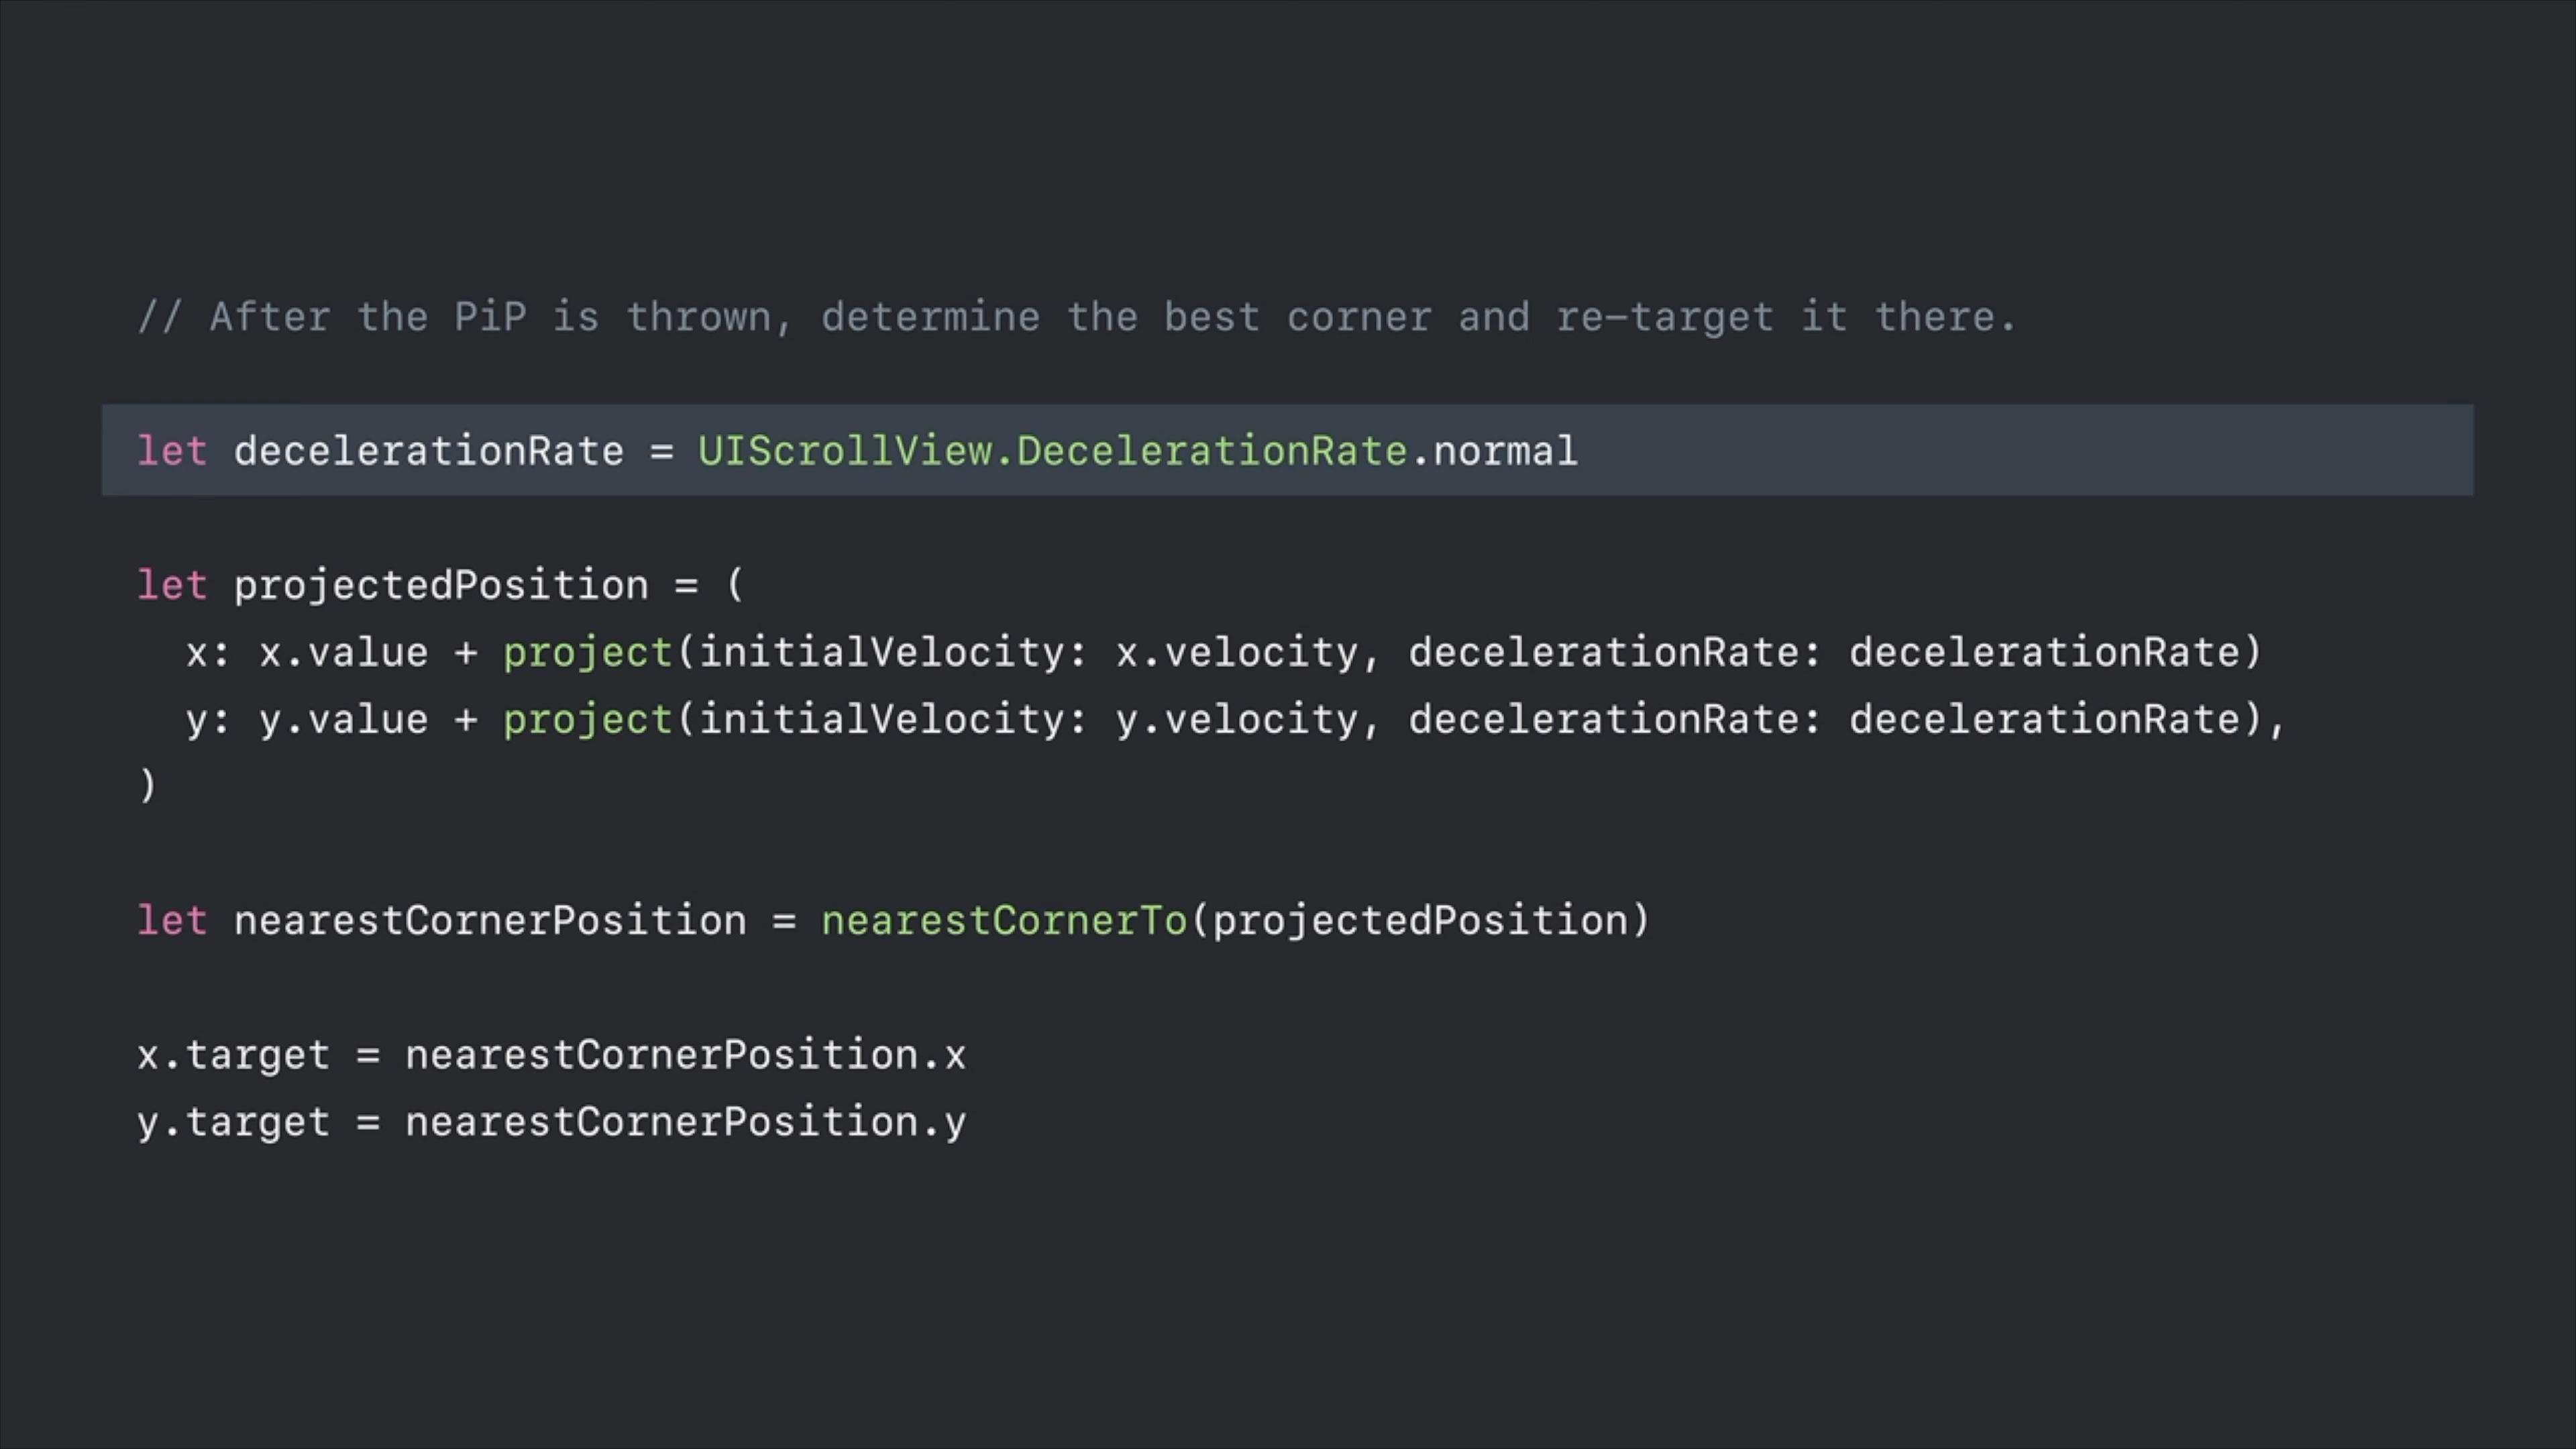 // After the PiP is thrown, determine the best corner and re-target it there.
let decelerationRate = UIScrollView.DecelerationRate.normal
let projectedPosition = (
  x: x.value + project(initialVelocity: x.velocity, decelerationRate: decelerationRate)
  y: y.value + project(initialVelocity: y.velocity, decelerationRate: decelerationRate),
)
let nearestCornerPosition = nearestCornerTo(projectedPosition)
x.target = nearestCornerPosition.x
y.target = nearestCornerPosition.y